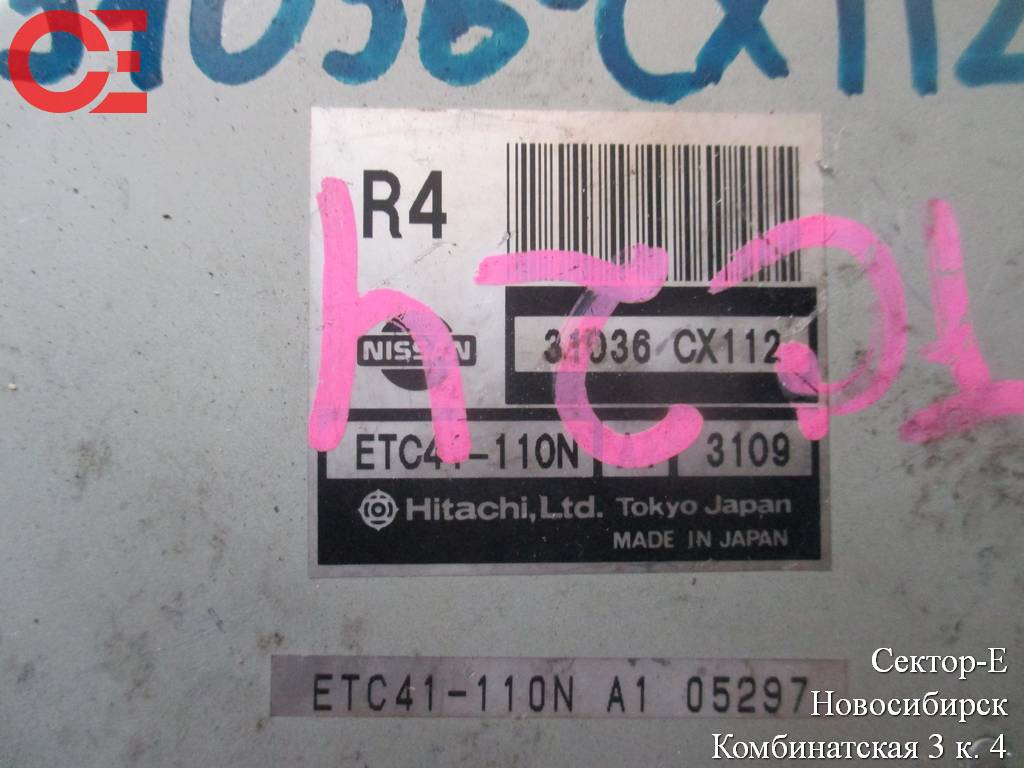 31036-CX112
R4
NISSAN
31036 CX112
ETC41-110N A1 3109
Hitachi, Ltd. Tokyo Japan
MADE IN JAPAN
ETC41-110N A1 05297
Сектор-Е
Новосибирск
Комбинатская 3 к. 4